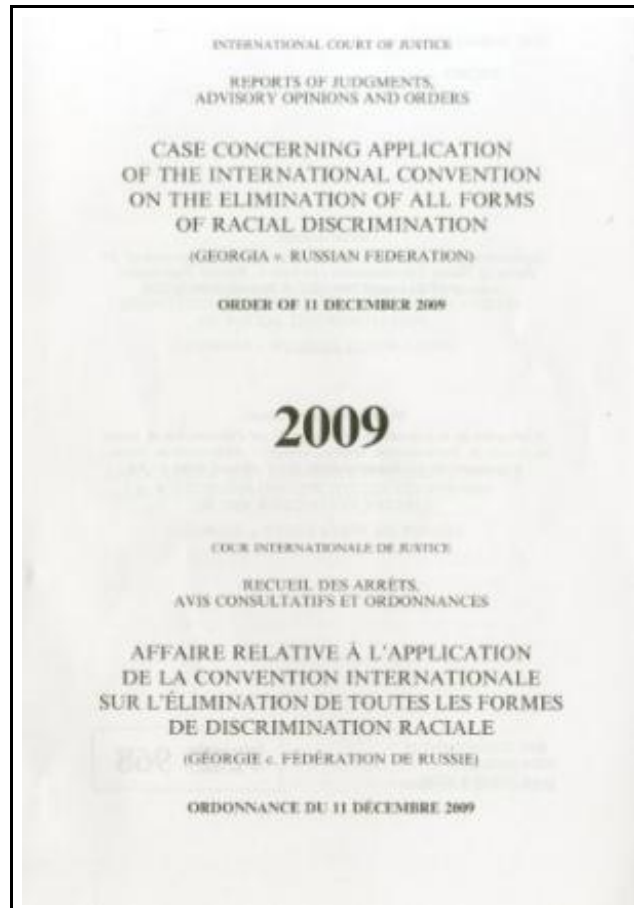 INTERNATIONAL COURT OF JUSTICE
REPORTS OF JUDGMENTS,
ADVISORY OPINIONS AND ORDERS
CASE CONCERNING APPLICATION
OF THE INTERNATIONAL CONVENTION
ON THE ELIMINATION OF ALL FORMS
OF RACIAL DISCRIMINATION
(GEORGIA v. RUSSIAN FEDERATION)
ORDER OF 11 DECEMBER 2009
2009
COUR INTERNATIONALE DE JUSTICE
RECUEIL DES ARRÊTS,
AVIS CONSULTATIFS ET ORDONNANCES
AFFAIRE RELATIVE À L'APPLICATION
DE LA CONVENTION INTERNATIONALE
SUR L'ÉLIMINATION DE TOUTES LES FORMES
DE DISCRIMINATION RACIALE
(GÉORGIE c. FÉDÉRATION DE RUSSIE)
ORDONNANCE DU 11 DÉCEMBRE 2009